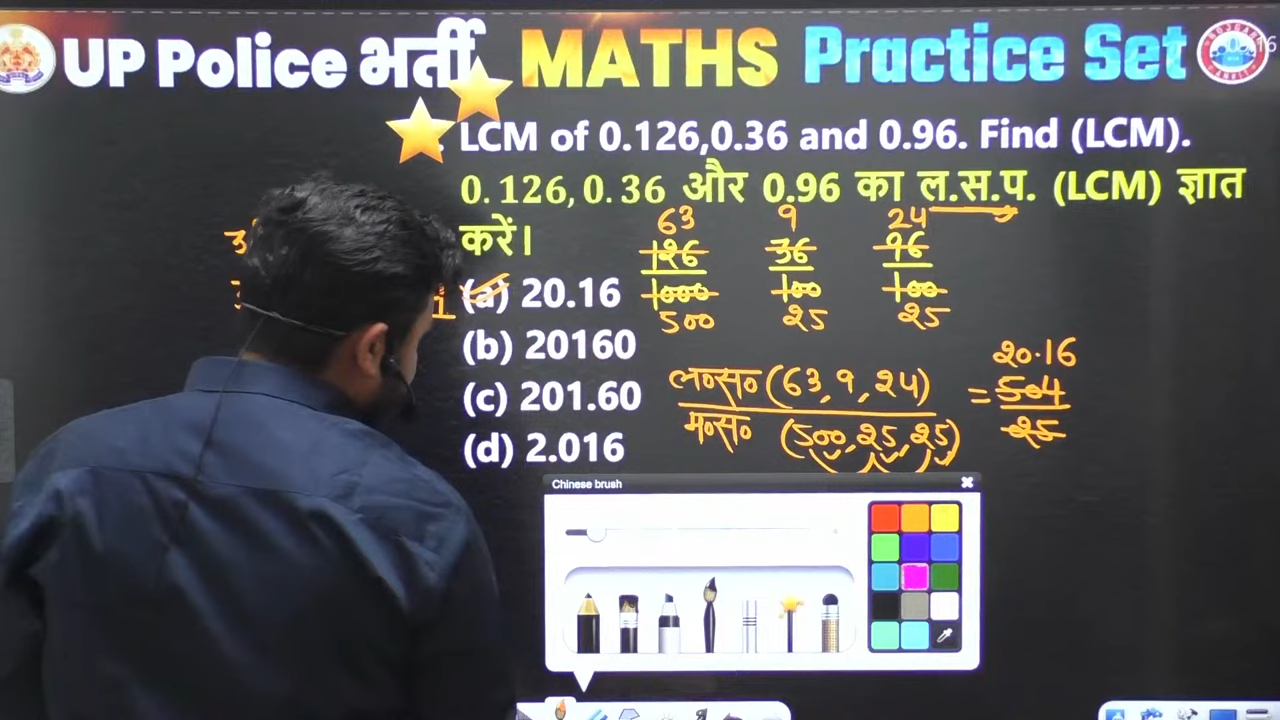 UP Police भर्ती MATHS Practice Set
LCM of 0.126,0.36 and 0.96. Find (LCM).
0.126, 0.36 और 0.96 का ल.स.प. (LCM) ज्ञात
करें।
63 9 24
126 36 96
1000 100 100
500 25 25
(a) 20.16
(b) 20160
(c) 201.60
(d) 2.016
ल०स० (63, 9, 24)
म०स० (500, 25, 25)
20.16
= 504
25
Chinese brush